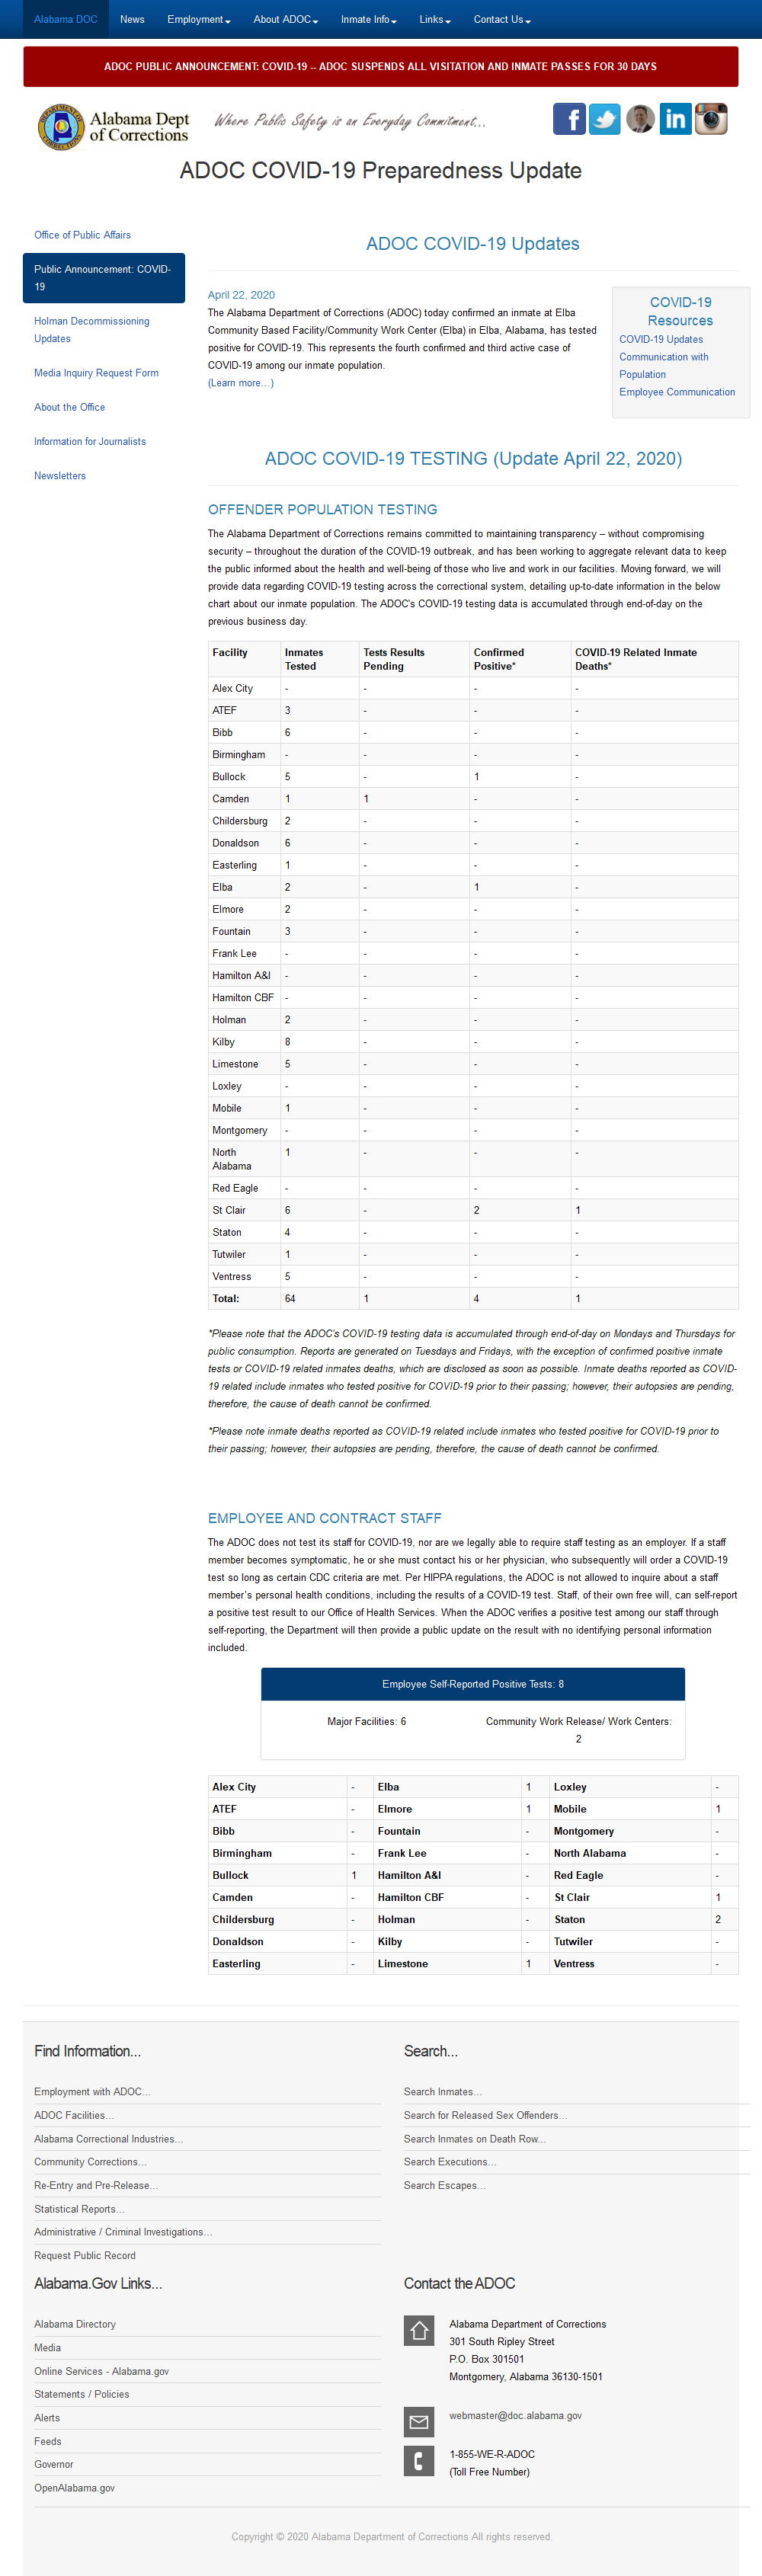 Alabama DOC News Employment About ADOC Inmate Info Links Contact Us
ADOC PUBLIC ANNOUNCEMENT: COVID-19 -- ADOC SUSPENDS ALL VISITATION AND INMATE PASSES FOR 30 DAYS
Alabama Dept
of Corrections
Where Public Safety is an Everyday Commitment...
ADOC COVID-19 Preparedness Update
Office of Public Affairs
Public Announcement: COVID-
19
Holman Decommissioning
Updates
Media Inquiry Request Form
About the Office
Information for Journalists
Newsletters
ADOC COVID-19 Updates
April 22, 2020
The Alabama Department of Corrections (ADOC) today confirmed an inmate at Elba
Community Based Facility/Community Work Center (Elba) in Elba, Alabama, has tested
positive for COVID-19. This represents the fourth confirmed and third active case of
COVID-19 among our inmate population.
(Learn more…)
COVID-19
Resources
COVID-19 Updates
Communication with
Population
Employee Communication
ADOC COVID-19 TESTING (Update April 22, 2020)
OFFENDER POPULATION TESTING
The Alabama Department of Corrections remains committed to maintaining transparency – without compromising
security – throughout the duration of the COVID-19 outbreak, and has been working to aggregate relevant data to keep
the public informed about the health and well-being of those who live and work in our facilities. Moving forward, we will
provide data regarding COVID-19 testing across the correctional system, detailing up-to-date information in the below
chart about our inmate population. The ADOC's COVID-19 testing data is accumulated through end-of-day on the
previous business day.
Facility Inmates Tested Tests Results Pending Confirmed Positive* COVID-19 Related Inmate Deaths*
Alex City - - - -
ATEF 3 - - -
Bibb 6 - - -
Birmingham - - - -
Bullock 5 - 1 -
Camden 1 1 - -
Childersburg 2 - - -
Donaldson 6 - - -
Easterling 1 - - -
Elba 2 - 1 -
Elmore 2 - - -
Fountain 3 - - -
Frank Lee - - - -
Hamilton A&I - - - -
Hamilton CBF - - - -
Holman 2 - - -
Kilby 8 - - -
Limestone 5 - - -
Loxley - - - -
Mobile 1 - - -
Montgomery - - - -
North Alabama 1 - - -
Red Eagle - - - -
St Clair 6 - 2 1
Staton 4 - - -
Tutwiler 1 - - -
Ventress 5 - - -
Total: 64 1 4 1
*Please note that the ADOC's COVID-19 testing data is accumulated through end-of-day on Mondays and Thursdays for
public consumption. Reports are generated on Tuesdays and Fridays, with the exception of confirmed positive inmate
tests or COVID-19 related inmates deaths, which are disclosed as soon as possible. Inmate deaths reported as COVID-
19 related include inmates who tested positive for COVID-19 prior to their passing; however, their autopsies are pending,
therefore, the cause of death cannot be confirmed.
*Please note inmate deaths reported as COVID-19 related include inmates who tested positive for COVID-19 prior to
their passing; however, their autopsies are pending, therefore, the cause of death cannot be confirmed.
EMPLOYEE AND CONTRACT STAFF
The ADOC does not test its staff for COVID-19, nor are we legally able to require staff testing as an employer. If a staff
member becomes symptomatic, he or she must contact his or her physician, who subsequently will order a COVID-19
test so long as certain CDC criteria are met. Per HIPPA regulations, the ADOC is not allowed to inquire about a staff
member's personal health conditions, including the results of a COVID-19 test. Staff, of their own free will, can self-report
a positive test result to our Office of Health Services. When the ADOC verifies a positive test among our staff through
self-reporting, the Department will then provide a public update on the result with no identifying personal information
included.
Employee Self-Reported Positive Tests: 8
Major Facilities: 6
Community Work Release/ Work Centers:
2
Alex City - Elba 1 Loxley -
ATEF - Elmore 1 Mobile 1
Bibb - Fountain - Montgomery -
Birmingham - Frank Lee - North Alabama -
Bullock 1 Hamilton A&I - Red Eagle -
Camden - Hamilton CBF - St Clair 1
Childersburg - Holman - Staton 2
Donaldson - Kilby - Tutwiler -
Easterling - Limestone 1 Ventress -
Find Information...
Employment with ADOC...
ADOC Facilities...
Alabama Correctional Industries...
Community Corrections...
Re-Entry and Pre-Release...
Statistical Reports...
Administrative / Criminal Investigations...
Request Public Record
Search...
Search Inmates...
Search for Released Sex Offenders...
Search Inmates on Death Row...
Search Executions...
Search Escapes...
Alabama.Gov Links...
Alabama Directory
Media
Online Services - Alabama.gov
Statements / Policies
Alerts
Feeds
Governor
OpenAlabama.gov
Contact the ADOC
Alabama Department of Corrections
301 South Ripley Street
P.O. Box 301501
Montgomery, Alabama 36130-1501
webmaster@doc.alabama.gov
1-855-WE-R-ADOC
(Toll Free Number)
Copyright © 2020 Alabama Department of Corrections All rights reserved.